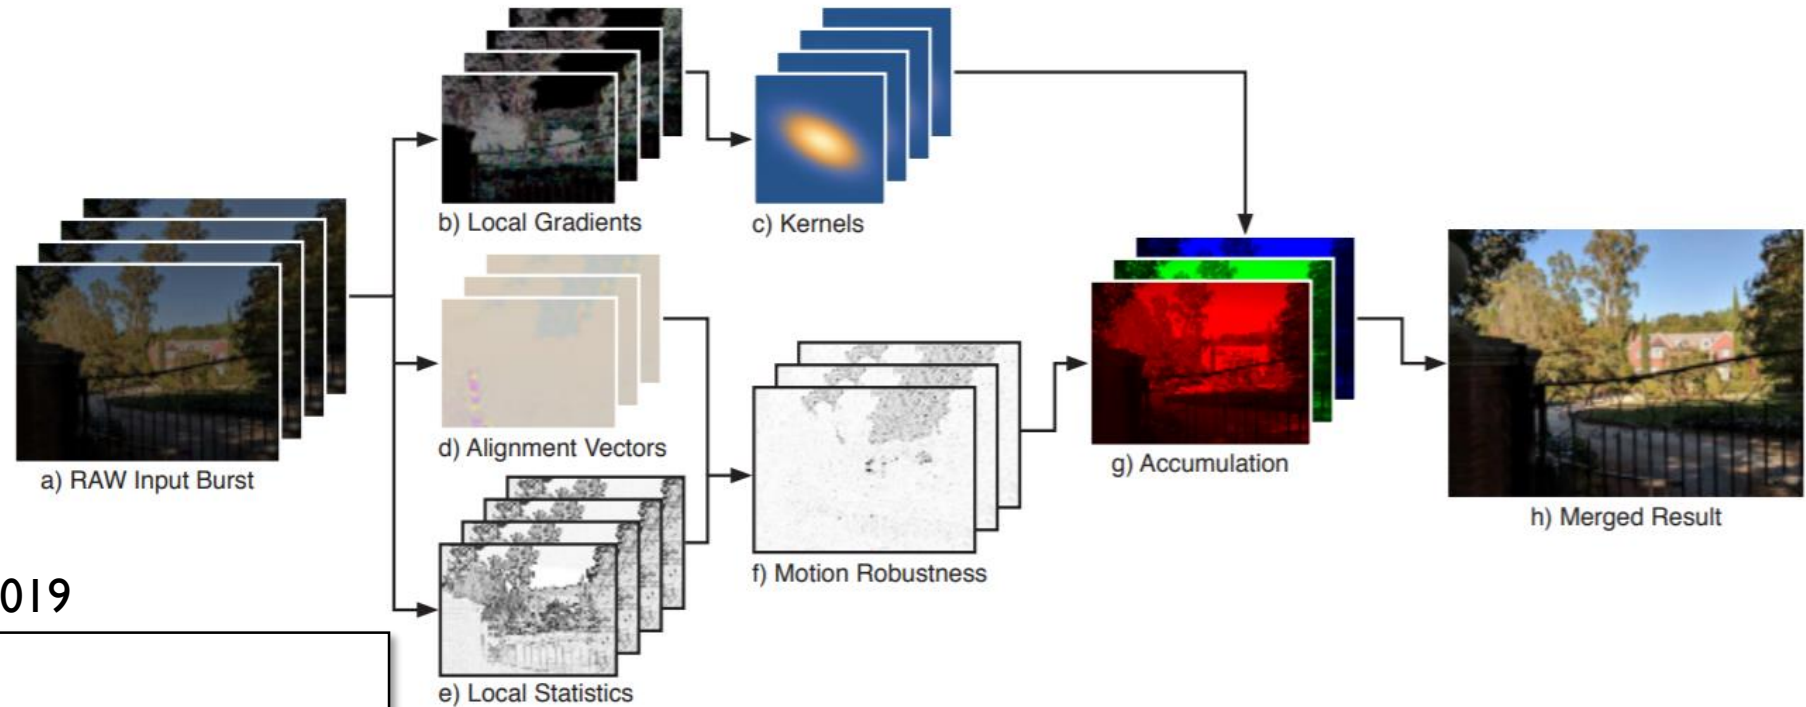 b) Local Gradients
c) Kernels
a) RAW Input Burst
d) Alignment Vectors
g) Accumulation
h) Merged Result
f) Motion Robustness
019
e) Local Statistics